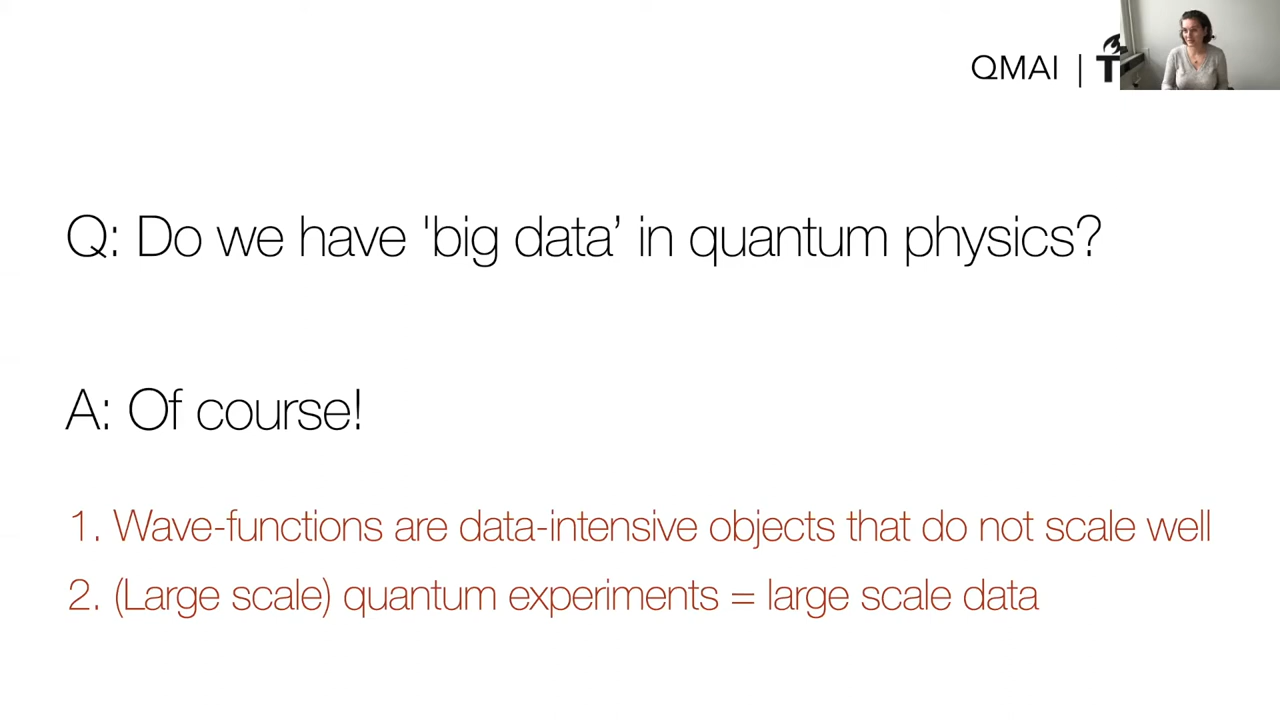 QMAI | T
Q: Do we have 'big data’ in quantum physics?
A: Of course!
1. Wave-functions are data-intensive objects that do not scale well
2. (Large scale) quantum experiments = large scale data